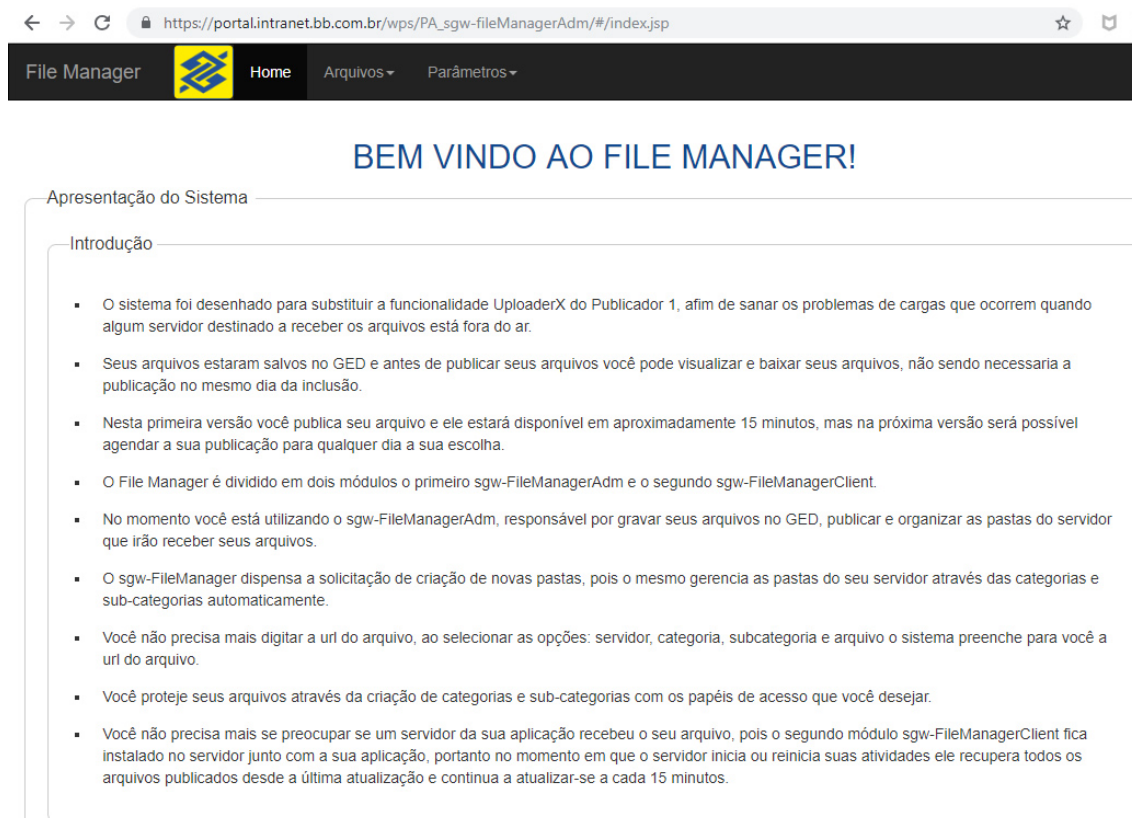 https://portal.intranet.bb.com.br/wps/PA_sgw-fileManagerAdm/#/index.jsp
File Manager Home Arquivos Parâmetros
BEM VINDO AO FILE MANAGER!
Apresentação do Sistema
Introdução
O sistema foi desenhado para substituir a funcionalidade UploaderX do Publicador 1, afim de sanar os problemas de cargas que ocorrem quando
algum servidor destinado a receber os arquivos está fora do ar.
Seus arquivos estaram salvos no GED e antes de publicar seus arquivos você pode visualizar e baixar seus arquivos, não sendo necessaria a
publicação no mesmo dia da inclusão.
Nesta primeira versão você publica seu arquivo e ele estará disponível em aproximadamente 15 minutos, mas na próxima versão será possível
agendar a sua publicação para qualquer dia a sua escolha.
O File Manager é dividido em dois módulos o primeiro sgw-FileManagerAdm e o segundo sgw-FileManagerClient.
No momento você está utilizando o sgw-FileManagerAdm, responsável por gravar seus arquivos no GED, publicar e organizar as pastas do servidor
que irão receber seus arquivos.
O sgw-FileManager dispensa a solicitação de criação de novas pastas, pois o mesmo gerencia as pastas do seu servidor através das categorias e
sub-categorias automaticamente.
Você não precisa mais digitar a url do arquivo, ao selecionar as opções: servidor, categoria, subcategoria e arquivo o sistema preenche para você a
url do arquivo.
Você proteje seus arquivos através da criação de categorias e sub-categorias com os papéis de acesso que você desejar.
Você não precisa mais se preocupar se um servidor da sua aplicação recebeu o seu arquivo, pois o segundo módulo sgw-FileManagerClient fica
instalado no servidor junto com a sua aplicação, portanto no momento em que o servidor inicia ou reinicia suas atividades ele recupera todos os
arquivos publicados desde a última atualização e continua a atualizar-se a cada 15 minutos.